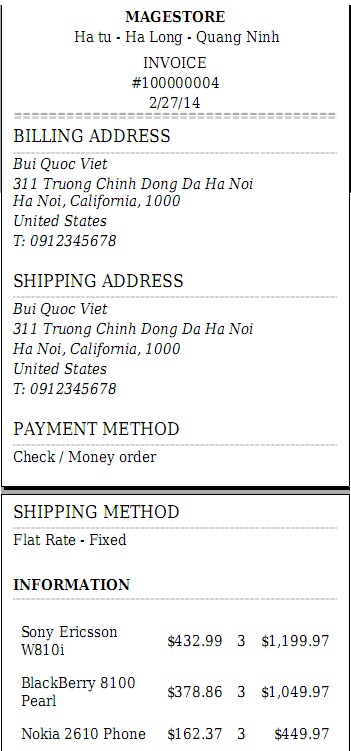 MAGESTORE
Ha tu - Ha Long - Quang Ninh
INVOICE
#100000004
2/27/14
BILLING ADDRESS
Bui Quoc Viet
311 Truong Chinh Dong Da Ha Noi
Ha Noi, California, 1000
United States
T: 0912345678
SHIPPING ADDRESS
Bui Quoc Viet
311 Truong Chinh Dong Da Ha Noi
Ha Noi, California, 1000
United States
T: 0912345678
PAYMENT METHOD
Check / Money order
SHIPPING METHOD
Flat Rate - Fixed
INFORMATION
Sony Ericsson
W810i $432.99 3 $1,199.97
BlackBerry 8100
Pearl $378.86 3 $1,049.97
Nokia 2610 Phone $162.37 3 $449.97